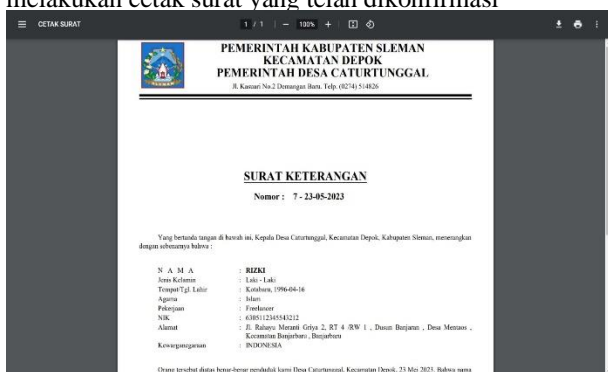 melakukan cetak surat yang telah dikonfirmasi
CETAK SURAT
1 / 1 | − 100% +
PEMERINTAH KABUPATEN SLEMAN
KECAMATAN DEPOK
PEMERINTAH DESA CATURTUNGGAL
Jl. Kasuari No.2 Demangan Baru. Telp. (0274) 514826
SURAT KETERANGAN
Nomor : 7 - 23-05-2023
Yang bertanda tangan di bawah ini, Kepala Desa Caturtunggal, Kecamatan Depok, Kabupaten Sleman, menerangkan
dengan sebenarnya bahwa :
N A M A : RIZKI
Jenis Kelamin : Laki - Laki
Tempat/Tgl. Lahir : Kotabaru, 1996-04-16
Agama : Islam
Pekerjaan : Freelancer
NIK : 6305112345543212
Alamat : Jl. Rahayu Meranti Griya 2, RT 4 /RW 1 , Dusun Banjarm , Desa Mentaos ,
Kecamatan Banjarbaru , Banjarbaru
Kewarganegaraan : INDONESIA
Orang tersebut diatas benar-benar penduduk kami Desa Caturtunggal, Kecamatan Depok, 23 Mei 2023. Bahwa nama